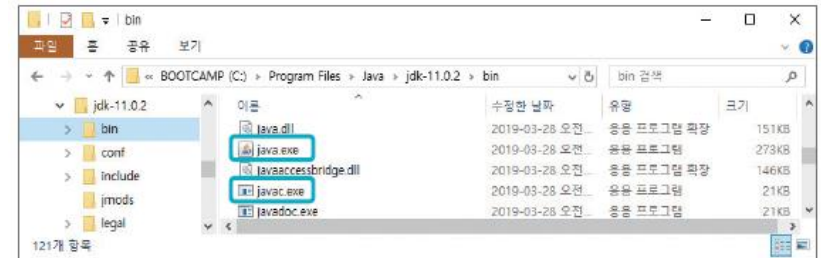 bin
파일 홈 공유 보기
« BOOTCAMP (C:) > Program Files > Java > jdk-11.0.2 > bin
bin 검색
jdk-11.0.2
bin
conf
include
jmods
legal
이름 수정한 날짜 유형 크기
java.dll 2019-03-28 오전... 응용 프로그램 확장 151KB
java.exe 2019-03-28 오전... 응용 프로그램 273KB
javaaccessbridge.dll 2019-03-28 오전... 응용 프로그램 확장 146KB
javac.exe 2019-03-28 오전... 응용 프로그램 21KB
javadoc.exe 2019-03-28 오전... 응용 프로그램 21KB
121개 항목